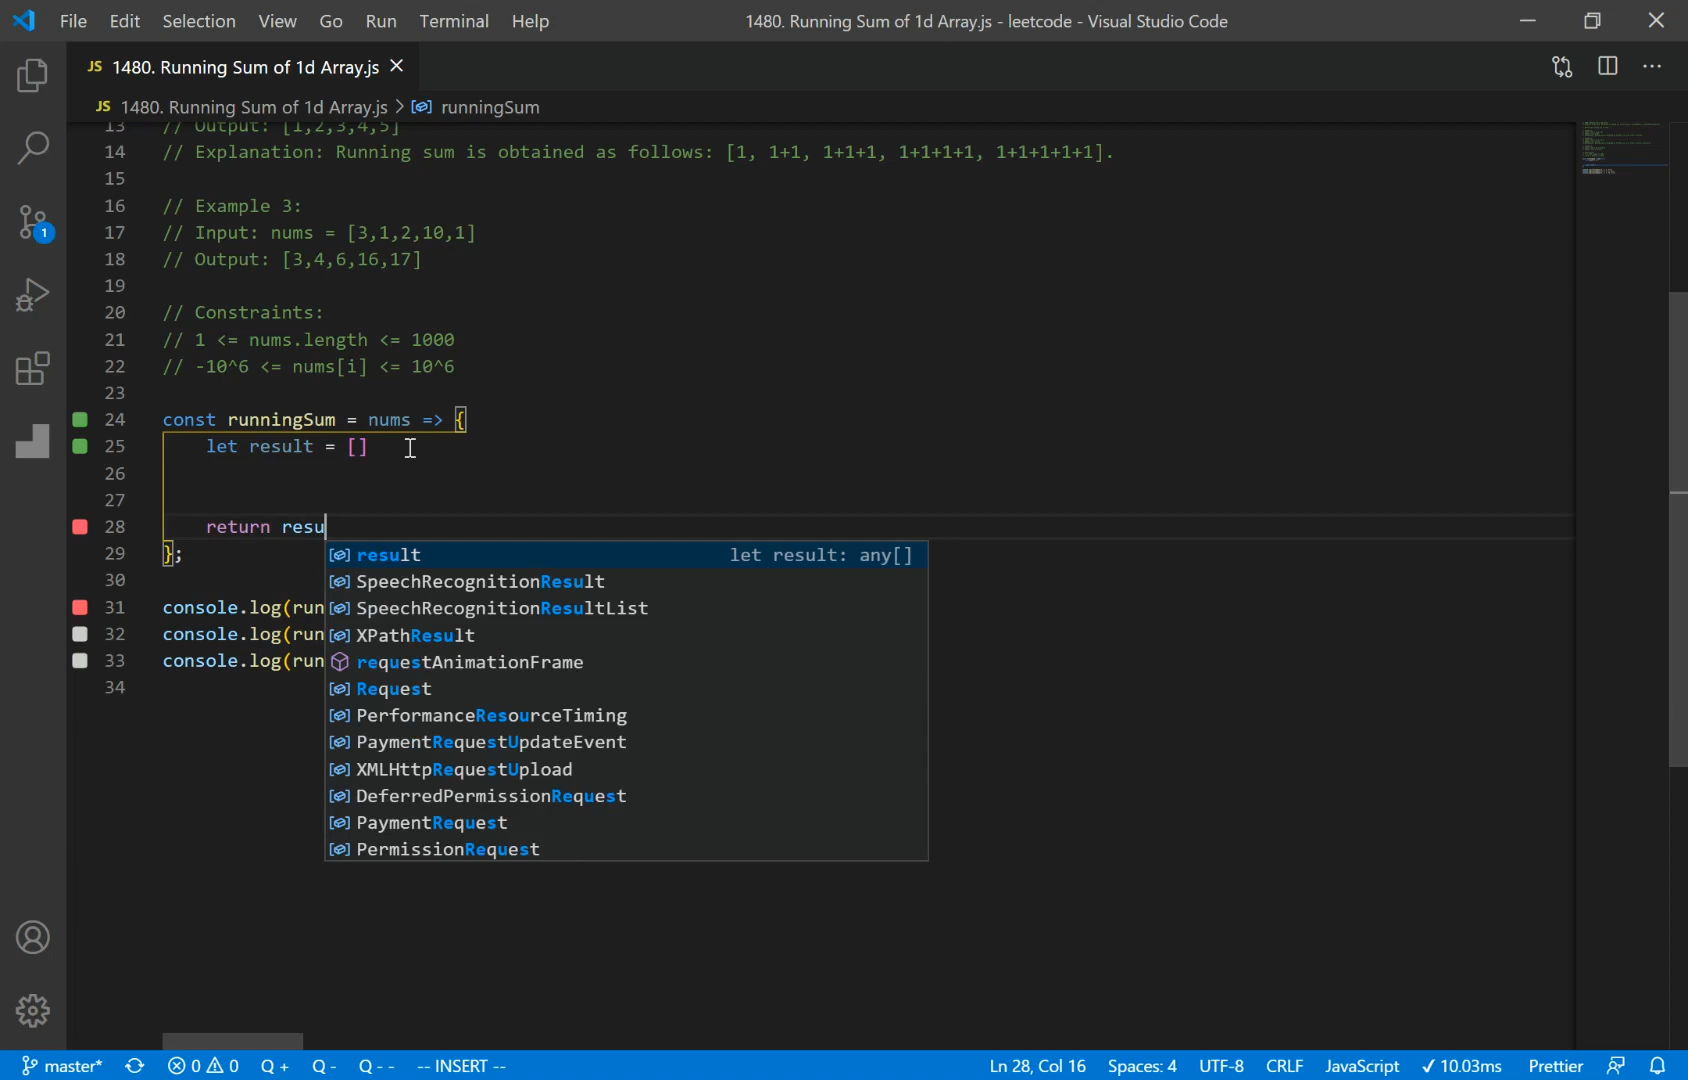 File Edit Selection View Go Run Terminal Help 1480. Running Sum of 1d Array.js - leetcode - Visual Studio Code
JS 1480. Running Sum of 1d Array.js
JS 1480. Running Sum of 1d Array.js > runningSum
13 // Output: [1,2,3,4,5]
14 // Explanation: Running sum is obtained as follows: [1, 1+1, 1+1+1, 1+1+1+1, 1+1+1+1+1].
15
16 // Example 3:
17 // Input: nums = [3,1,2,10,1]
18 // Output: [3,4,6,16,17]
19
20 // Constraints:
21 // 1 <= nums.length <= 1000
22 // -10^6 <= nums[i] <= 10^6
23
24 const runningSum = nums => {
25 let result = []
26
27
28 return resu
29 };
30
31 console.log(run
32 console.log(run
33 console.log(run
34
result let result: any[]
SpeechRecognitionResult
SpeechRecognitionResultList
XPathResult
requestAnimationFrame
Request
PerformanceResourceTiming
PaymentRequestUpdateEvent
XMLHttpRequestUpload
DeferredPermissionRequest
PaymentRequest
PermissionRequest
1
master* 0 0 Q + Q - Q - - -- INSERT -- Ln 28, Col 16 Spaces: 4 UTF-8 CRLF JavaScript ✓ 10.03ms Prettier